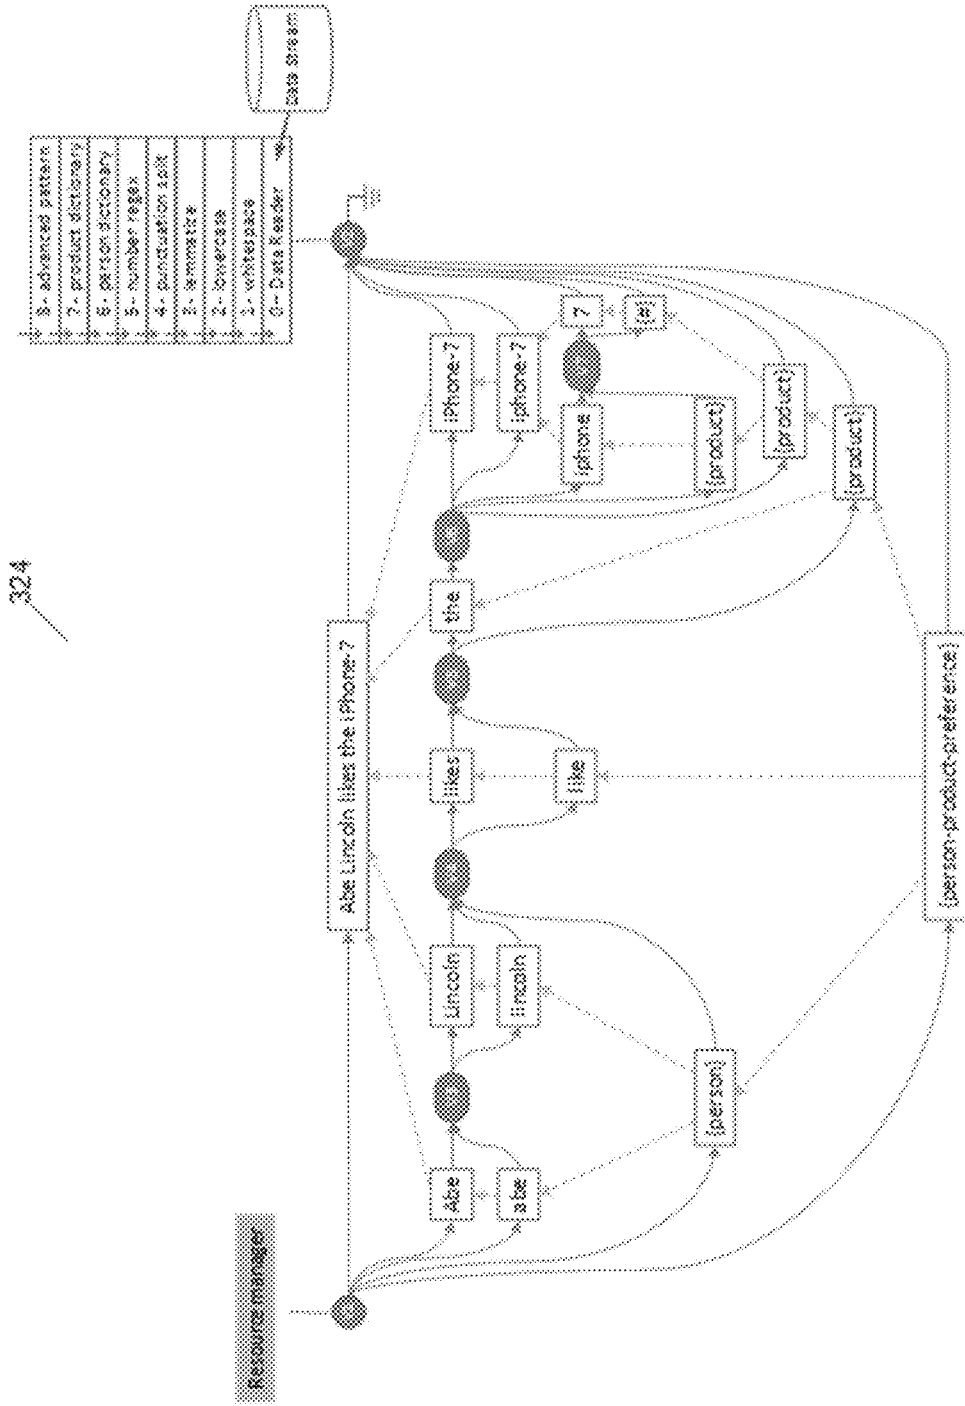 324
Resource manager
8 - advanced pattern
7 - product dictionary
6 - person dictionary
5 - number regex
4 - punctuation split
3 - lemmatize
2 - lowercase
1 - whitespace
0 - Data Reader
Data Stream
Abe Lincoln likes the iPhone-7
Abe
Lincoln
likes
the
iPhone-7
abe
lincoln
iphone-7
like
iphone
7
{#}
{person}
{product}
{product}
{product}
{person-product-preference}